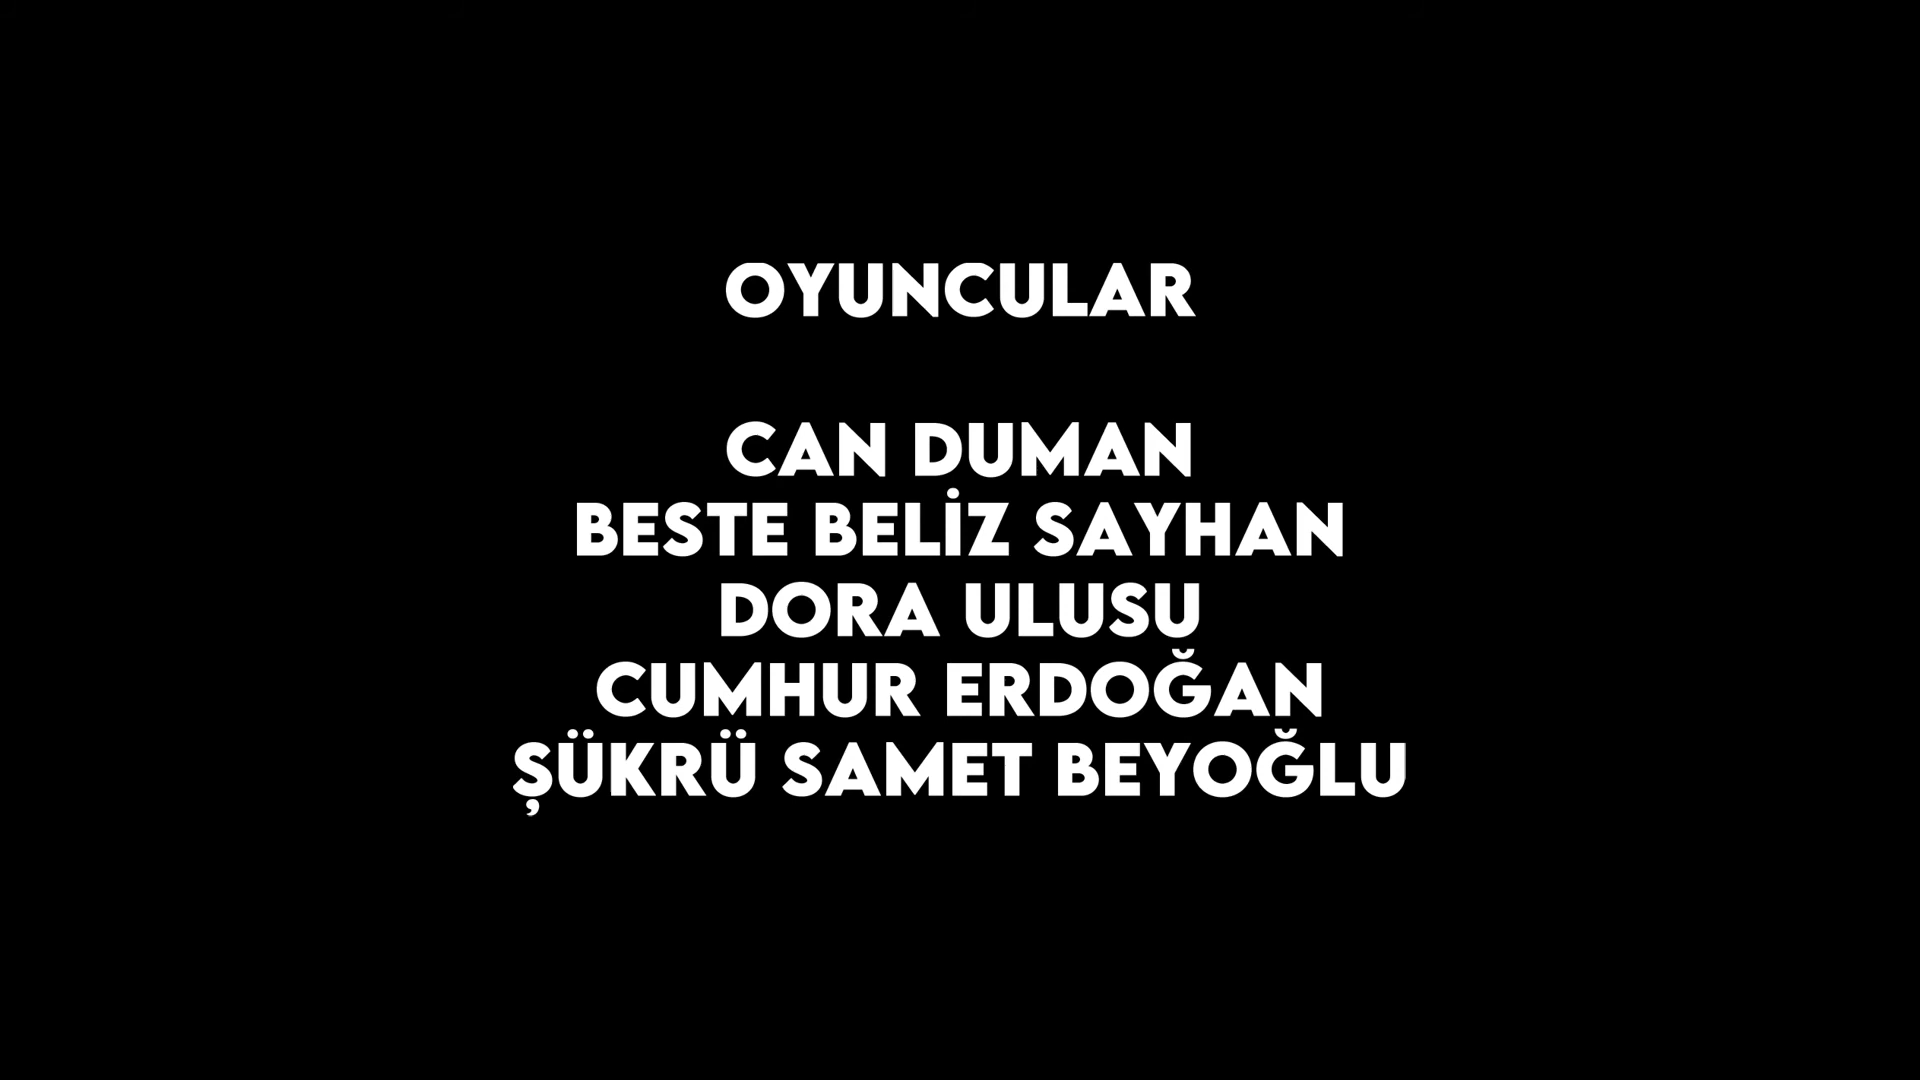 OYUNCULAR
CAN DUMAN
BESTE BELİZ SAYHAN
DORA ULUSU
CUMHUR ERDOĞAN
ŞÜKRÜ SAMET BEYOĞLU